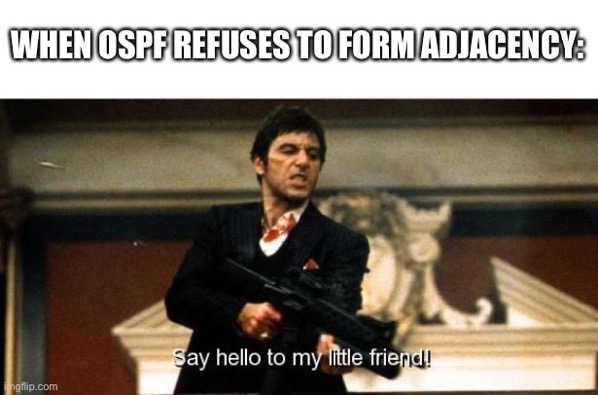 WHEN OSPF REFUSES TO FORM ADJACENCY:
Say hello to my little friend!
imgflip.com